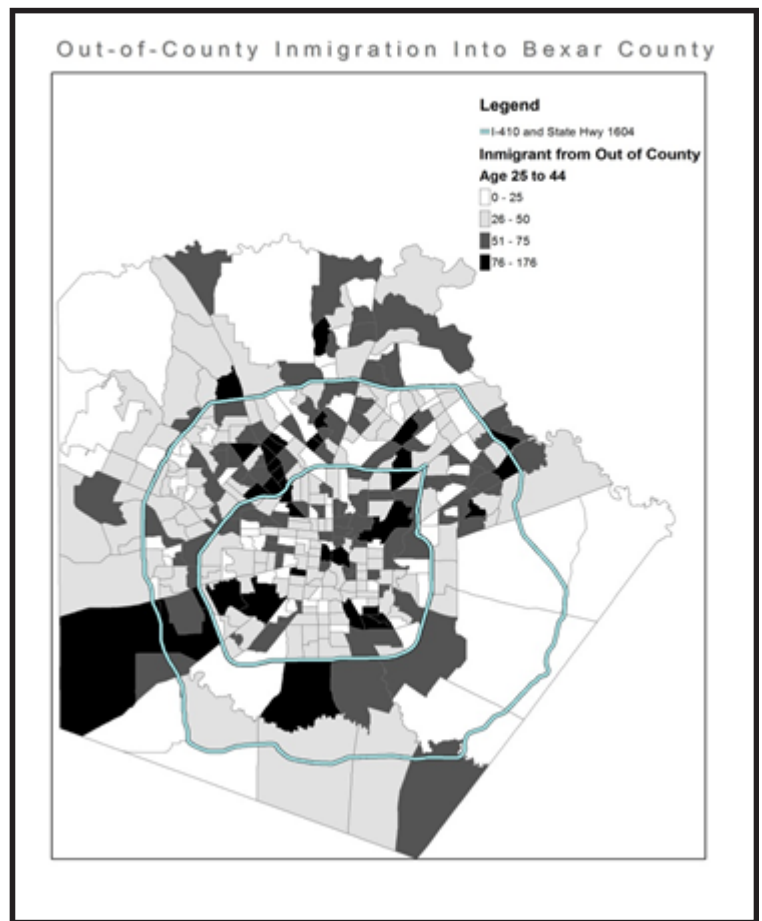 Out-of-County Inmigration Into Bexar County
Legend
I-410 and State Hwy 1604
Inmigrant from Out of County
Age 25 to 44
0 - 25
26 - 50
51 - 75
76 - 176